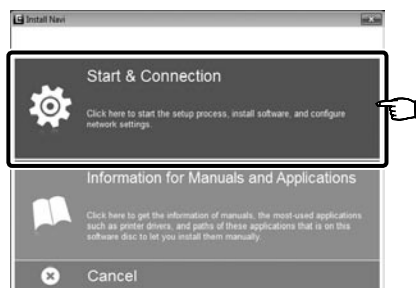 Install Navi
Start & Connection
Click here to start the setup process, install software, and configure
network settings.
Information for Manuals and Applications
Click here to get the information of manuals, the most-used applications
such as printer drivers, and paths of these applications that is on this
software disc to let you install them manually.
Cancel